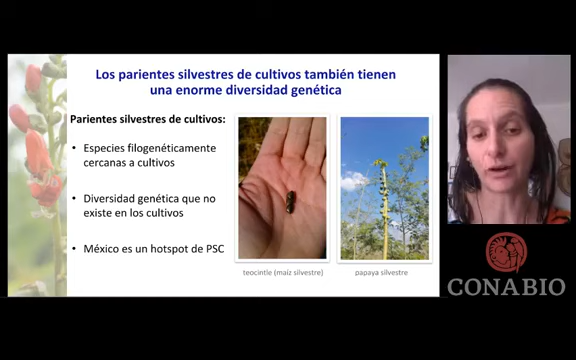 Los parientes silvestres de cultivos también tienen
una enorme diversidad genética
Parientes silvestres de cultivos:
• Especies filogenéticamente
cercanas a cultivos
• Diversidad genética que no
existe en los cultivos
• México es un hotspot de PSC
teocintle (maíz silvestre)
papaya silvestre
CONABIO